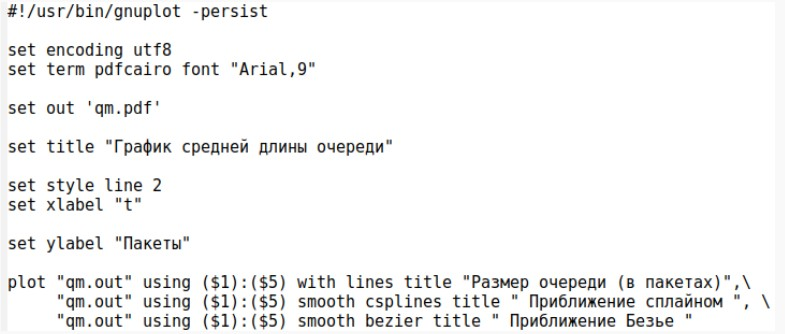 #!/usr/bin/gnuplot -persist
set encoding utf8
set term pdfcairo font "Arial,9"
set out 'qm.pdf'
set title "График средней длины очереди"
set style line 2
set xlabel "t"
set ylabel "Пакеты"
plot "qm.out" using ($1):($5) with lines title "Размер очереди (в пакетах)",\
"qm.out" using ($1):($5) smooth csplines title " Приближение сплайном ", \
"qm.out" using ($1):($5) smooth bezier title " Приближение Безье "